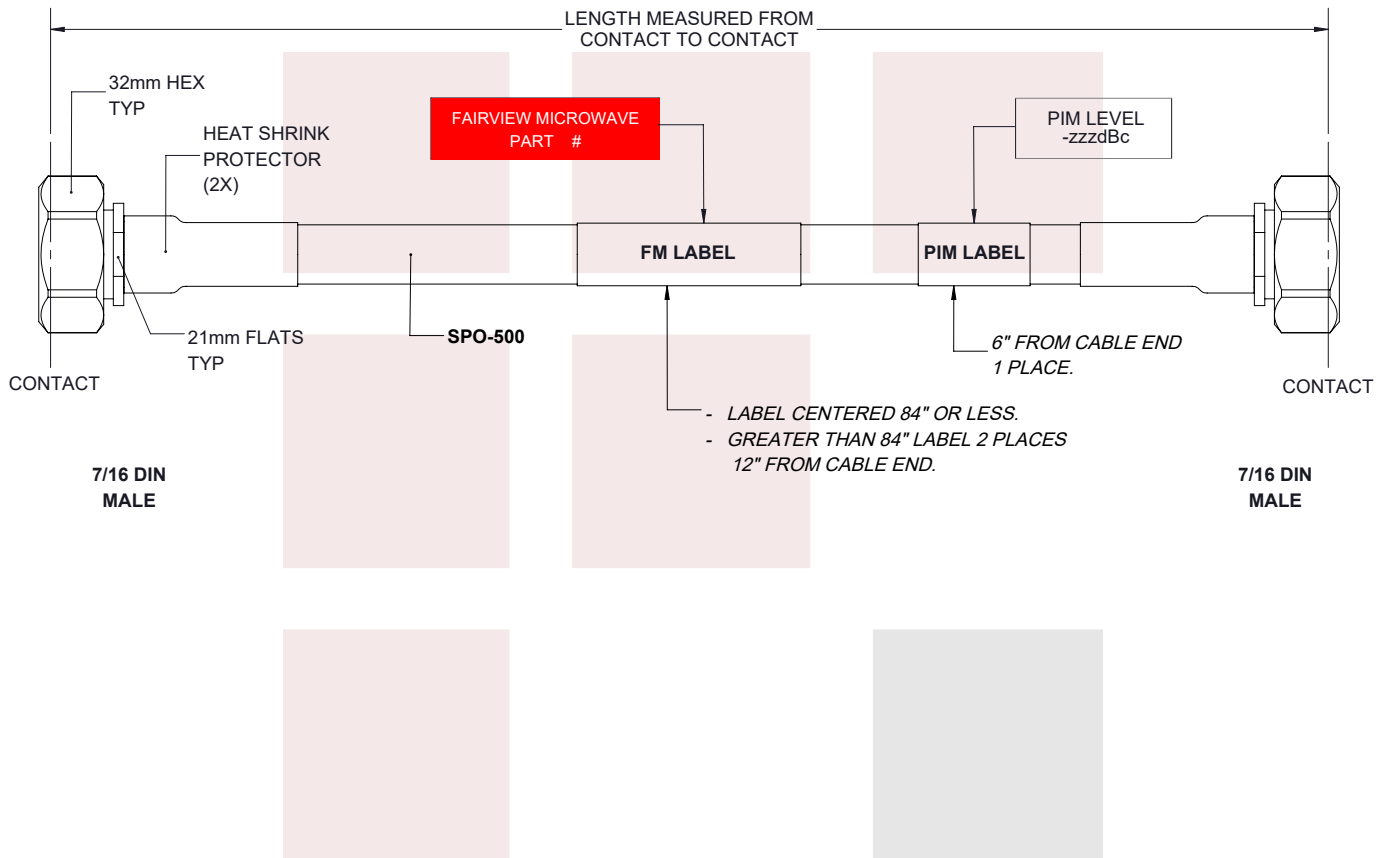 LENGTH MEASURED FROM
CONTACT TO CONTACT
32mm HEX
TYP
HEAT SHRINK
PROTECTOR
(2X)
FAIRVIEW MICROWAVE
PART #
PIM LEVEL
-zzzdBc
FM LABEL
PIM LABEL
21mm FLATS
TYP
SPO-500
6" FROM CABLE END
1 PLACE.
CONTACT
CONTACT
- LABEL CENTERED 84" OR LESS.
- GREATER THAN 84" LABEL 2 PLACES
12" FROM CABLE END.
7/16 DIN
MALE
7/16 DIN
MALE